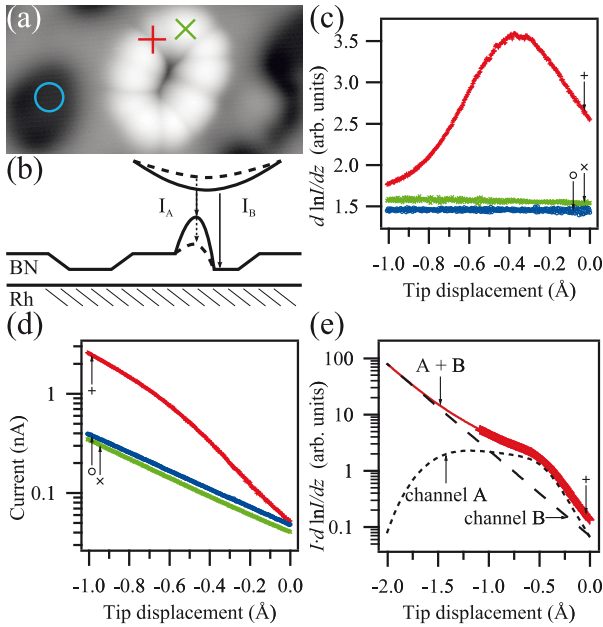 (a)
(b)
I_A
I_B
BN
Rh
(c)
d lnI/dz (arb. units)
3.5
3.0
2.5
2.0
1.5
+
o
×
-1.0 -0.8 -0.6 -0.4 -0.2 0.0
Tip displacement (Å)
(d)
Current (nA)
1
0.1
+
o
×
-1.0 -0.8 -0.6 -0.4 -0.2 0.0
Tip displacement (Å)
(e)
I·d lnI/dz (arb. units)
100
10
1
0.1
A + B
channel A
channel B
+
-2.0 -1.5 -1.0 -0.5 0.0
Tip displacement (Å)